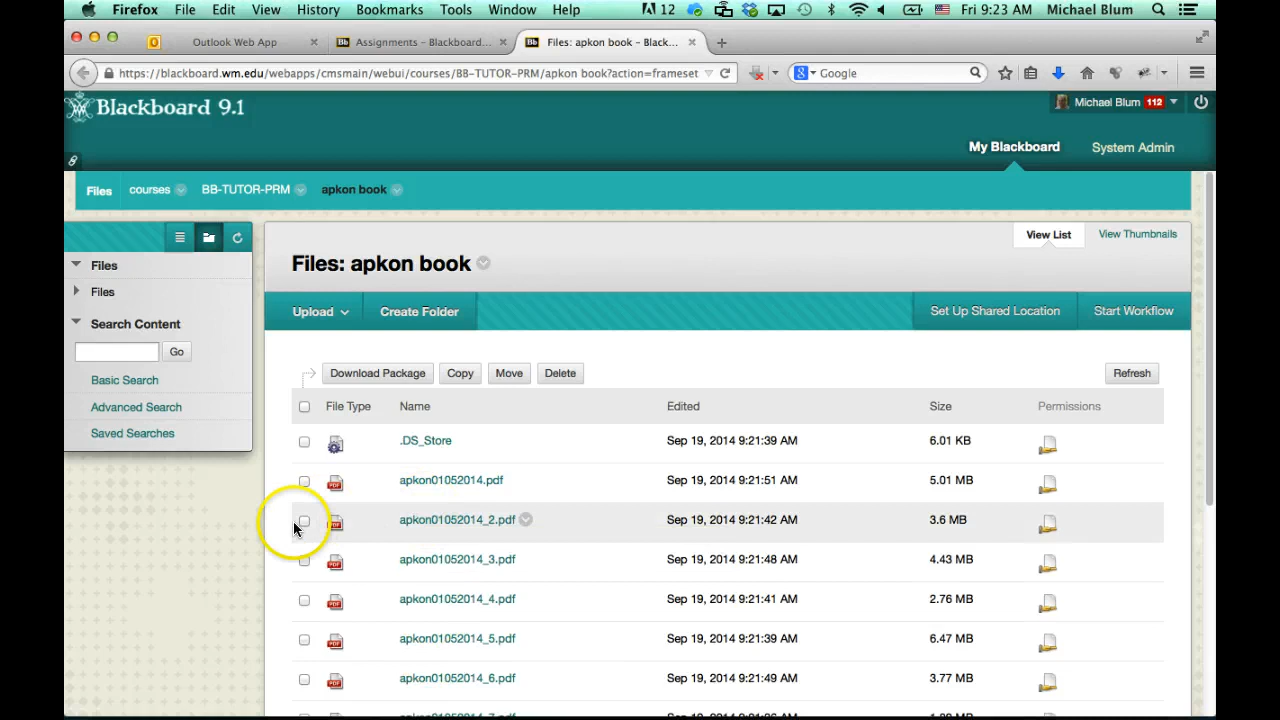 Firefox File Edit View History Bookmarks Tools Window Help 12 Fri 9:23 AM Michael Blum
Outlook Web App Assignments – Blackboard... Files: apkon book – Black...
https://blackboard.wm.edu/webapps/cmsmain/webui/courses/BB-TUTOR-PRM/apkon book?action=frameset Google
Blackboard 9.1 Michael Blum 112
My Blackboard System Admin
Files courses BB-TUTOR-PRM apkon book
View List View Thumbnails
Files
Files: apkon book
Files
Search Content
Upload Create Folder Set Up Shared Location Start Workflow
Go
Basic Search
Advanced Search
Saved Searches
Download Package Copy Move Delete Refresh
File Type Name Edited Size Permissions
.DS_Store Sep 19, 2014 9:21:39 AM 6.01 KB
apkon01052014.pdf Sep 19, 2014 9:21:51 AM 5.01 MB
apkon01052014_2.pdf Sep 19, 2014 9:21:42 AM 3.6 MB
apkon01052014_3.pdf Sep 19, 2014 9:21:48 AM 4.43 MB
apkon01052014_4.pdf Sep 19, 2014 9:21:41 AM 2.76 MB
apkon01052014_5.pdf Sep 19, 2014 9:21:39 AM 6.47 MB
apkon01052014_6.pdf Sep 19, 2014 9:21:49 AM 3.77 MB